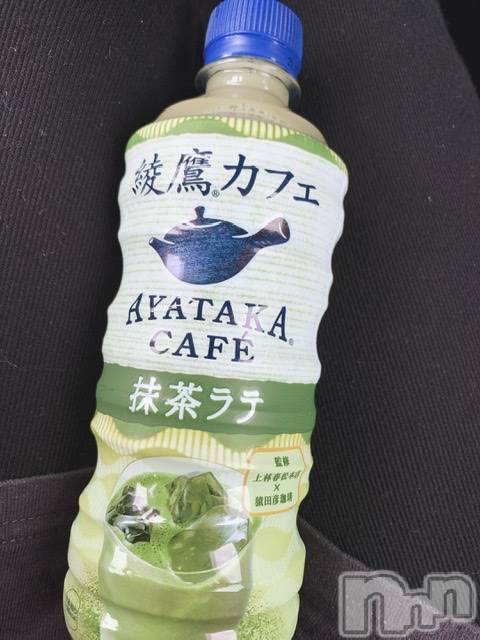 綾鷹®カフェ
AYATAKA®
CAFÉ
抹茶ラテ
監修
上林春松本店
×
猿田彦珈琲
nnn